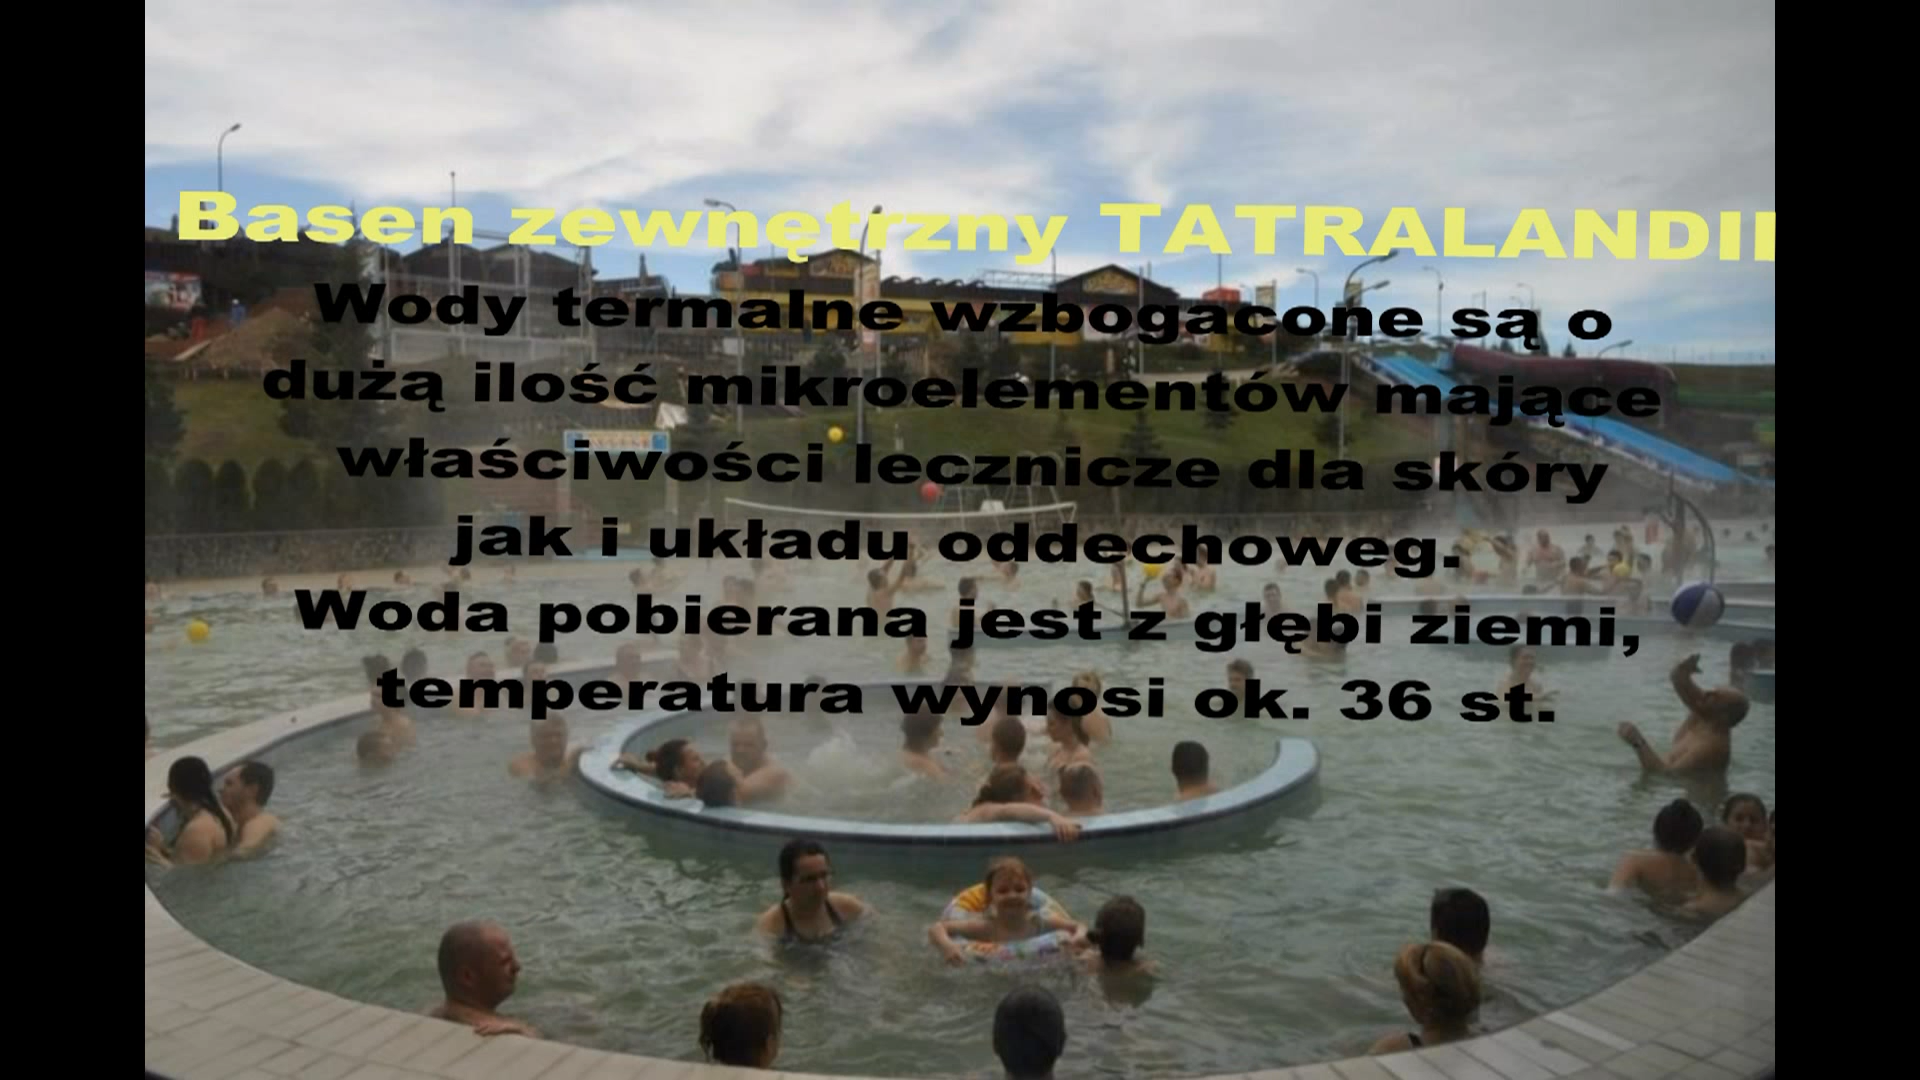 Basen zewnętrzny TATRALANDII
Wody termalne wzbogacone są o
dużą ilość mikroelementów mające
właściwości lecznicze dla skóry
jak i układu oddechoweg.
Woda pobierana jest z głębi ziemi,
temperatura wynosi ok. 36 st.